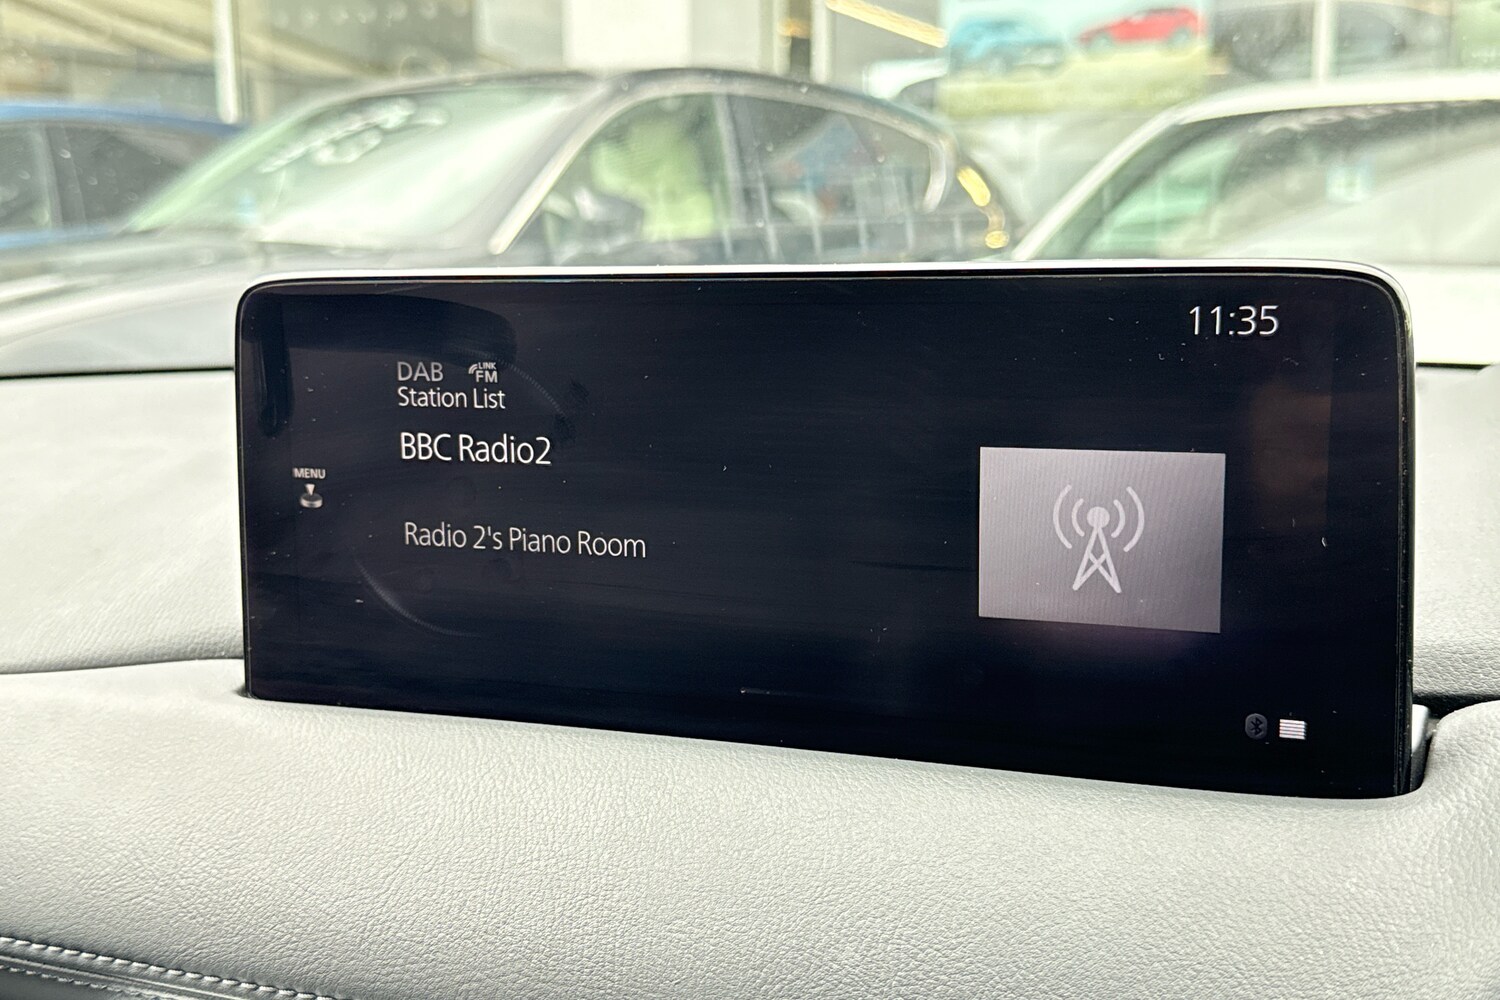 11:35
DAB LINK FM
Station List
BBC Radio2
MENU
Radio 2's Piano Room